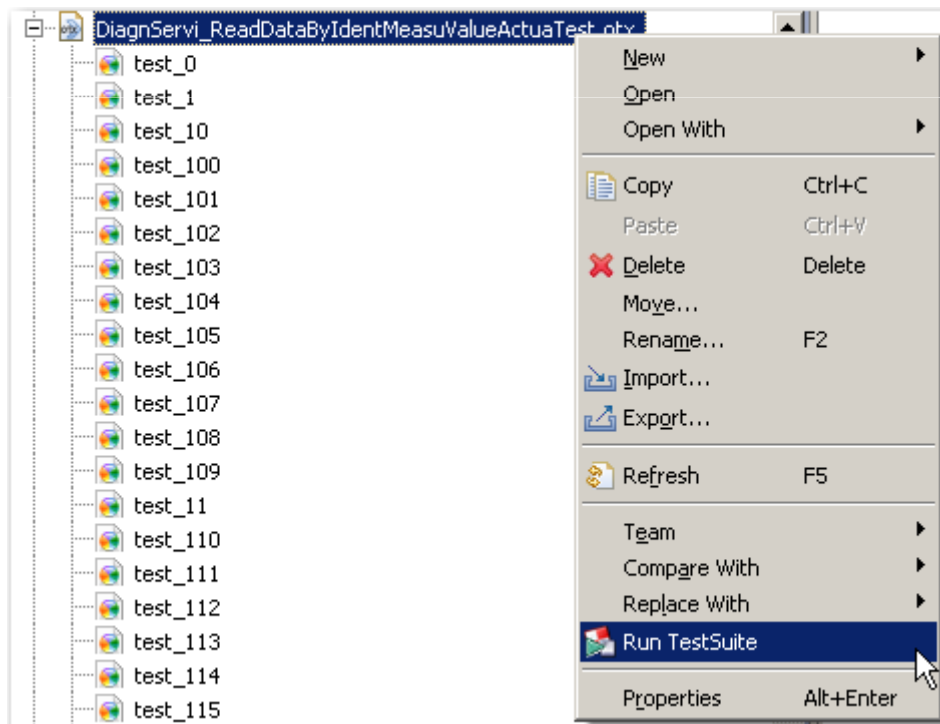 DiagnServi_ReadDataByIdentMeasuValueActuaTest.otx
test_0
test_1
test_10
test_100
test_101
test_102
test_103
test_104
test_105
test_106
test_107
test_108
test_109
test_11
test_110
test_111
test_112
test_113
test_114
test_115
New
Open
Open With
Copy Ctrl+C
Paste Ctrl+V
Delete Delete
Move...
Rename... F2
Import...
Export...
Refresh F5
Team
Compare With
Replace With
Run TestSuite
Properties Alt+Enter